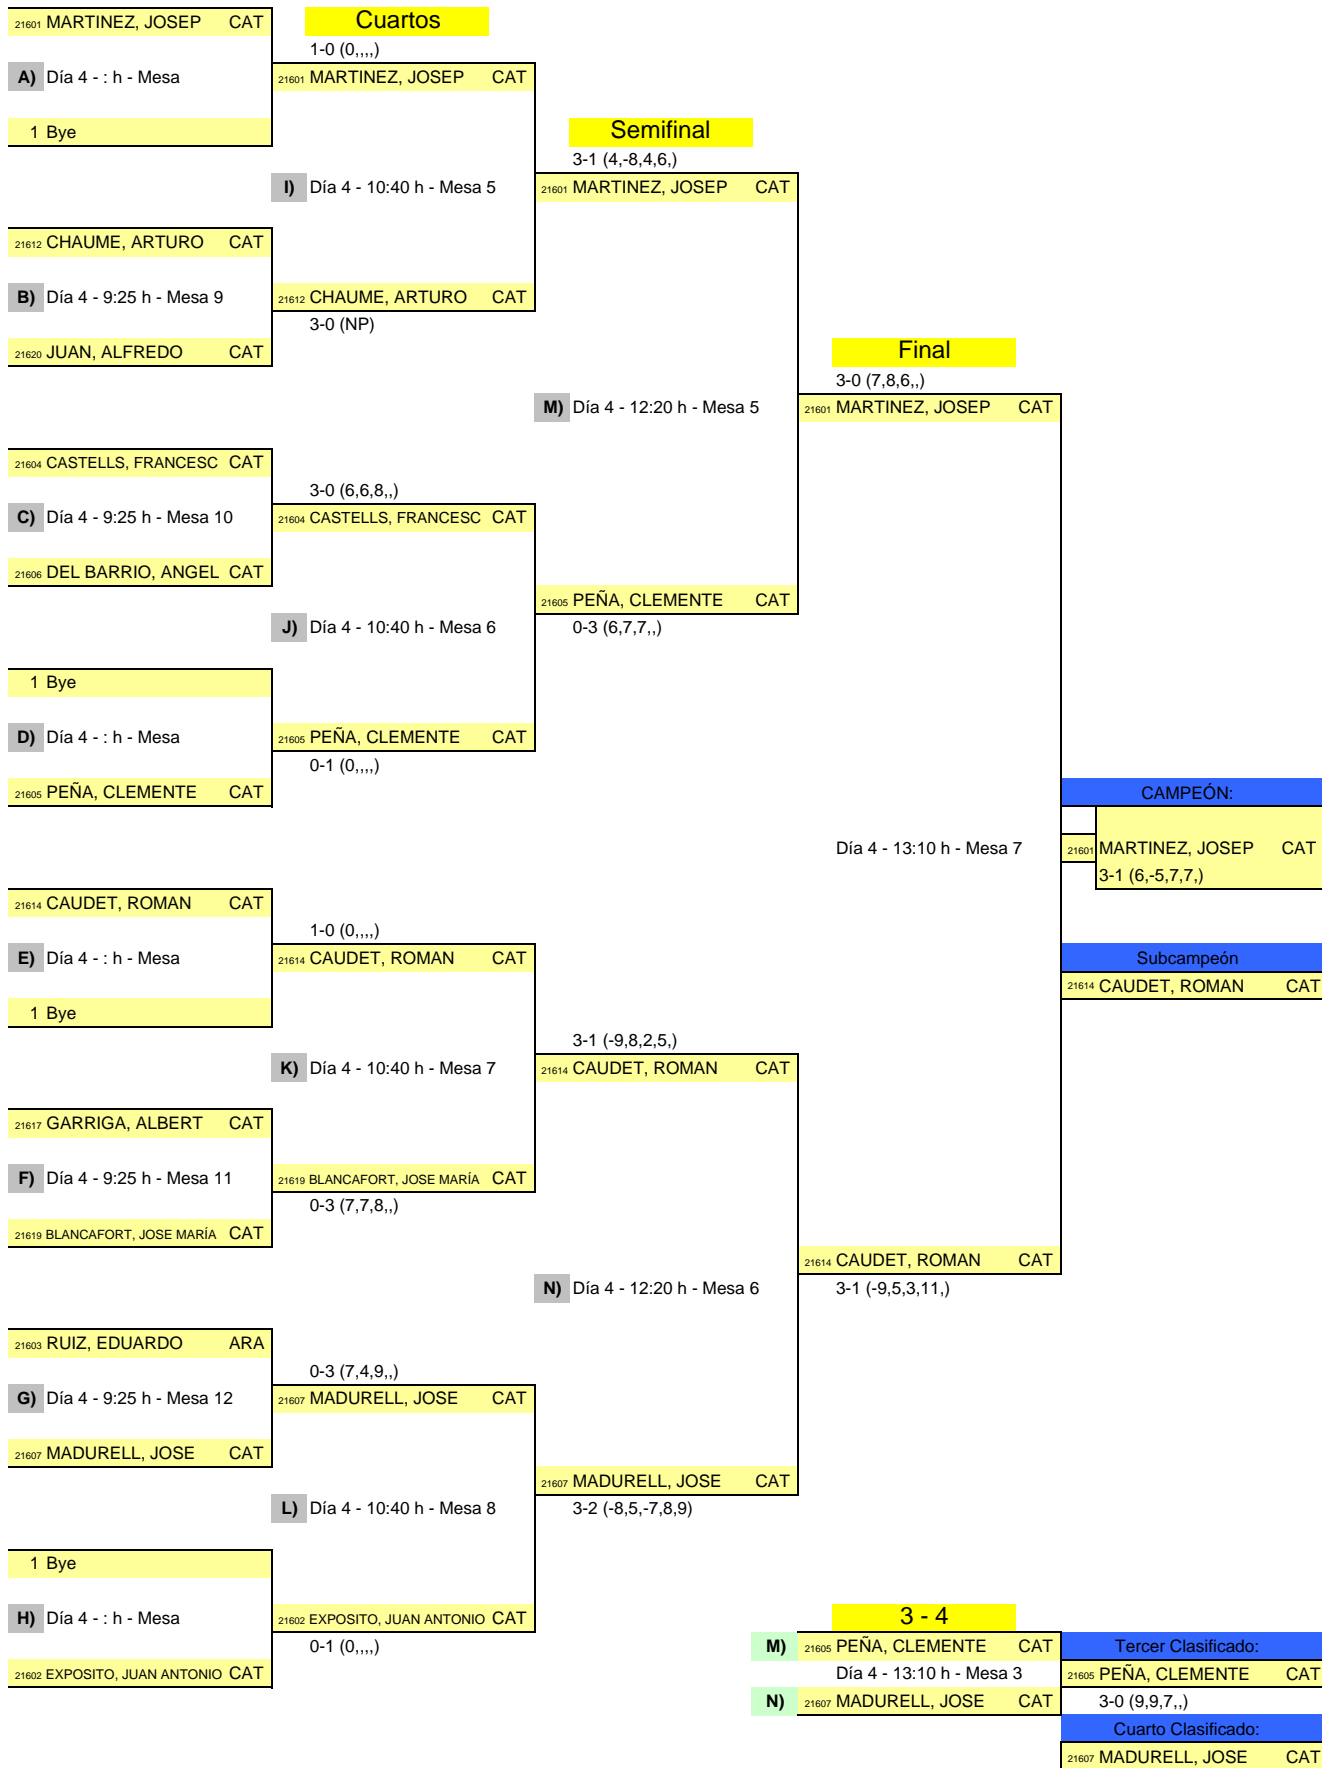 21601 MARTINEZ, JOSEP CAT
Cuartos
1-0 (0,,,,)
A) Día 4 - : h - Mesa
21601 MARTINEZ, JOSEP CAT
1 Bye
Semifinal
3-1 (4,-8,4,6,)
I) Día 4 - 10:40 h - Mesa 5
21601 MARTINEZ, JOSEP CAT
21612 CHAUME, ARTURO CAT
B) Día 4 - 9:25 h - Mesa 9
21612 CHAUME, ARTURO CAT
3-0 (NP)
21620 JUAN, ALFREDO CAT
Final
3-0 (7,8,6,,)
M) Día 4 - 12:20 h - Mesa 5
21601 MARTINEZ, JOSEP CAT
21604 CASTELLS, FRANCESC CAT
3-0 (6,6,8,,)
C) Día 4 - 9:25 h - Mesa 10
21604 CASTELLS, FRANCESC CAT
21606 DEL BARRIO, ANGEL CAT
21605 PEÑA, CLEMENTE CAT
J) Día 4 - 10:40 h - Mesa 6
0-3 (6,7,7,,)
1 Bye
D) Día 4 - : h - Mesa
21605 PEÑA, CLEMENTE CAT
0-1 (0,,,,)
21605 PEÑA, CLEMENTE CAT
CAMPEÓN:
Día 4 - 13:10 h - Mesa 7
21601 MARTINEZ, JOSEP CAT
3-1 (6,-5,7,7,)
21614 CAUDET, ROMAN CAT
1-0 (0,,,,)
E) Día 4 - : h - Mesa
21614 CAUDET, ROMAN CAT
Subcampeón
21614 CAUDET, ROMAN CAT
1 Bye
3-1 (-9,8,2,5,)
K) Día 4 - 10:40 h - Mesa 7
21614 CAUDET, ROMAN CAT
21617 GARRIGA, ALBERT CAT
F) Día 4 - 9:25 h - Mesa 11
21619 BLANCAFORT, JOSE MARÍA CAT
0-3 (7,7,8,,)
21619 BLANCAFORT, JOSE MARÍA CAT
21614 CAUDET, ROMAN CAT
N) Día 4 - 12:20 h - Mesa 6
3-1 (-9,5,3,11,)
21603 RUIZ, EDUARDO ARA
0-3 (7,4,9,,)
G) Día 4 - 9:25 h - Mesa 12
21607 MADURELL, JOSE CAT
21607 MADURELL, JOSE CAT
21607 MADURELL, JOSE CAT
L) Día 4 - 10:40 h - Mesa 8
3-2 (-8,5,-7,8,9)
1 Bye
H) Día 4 - : h - Mesa
21602 EXPOSITO, JUAN ANTONIO CAT
0-1 (0,,,,)
21602 EXPOSITO, JUAN ANTONIO CAT
3 - 4
M) 21605 PEÑA, CLEMENTE CAT
Tercer Clasificado:
Día 4 - 13:10 h - Mesa 3
21605 PEÑA, CLEMENTE CAT
N) 21607 MADURELL, JOSE CAT
3-0 (9,9,7,,)
Cuarto Clasificado:
21607 MADURELL, JOSE CAT